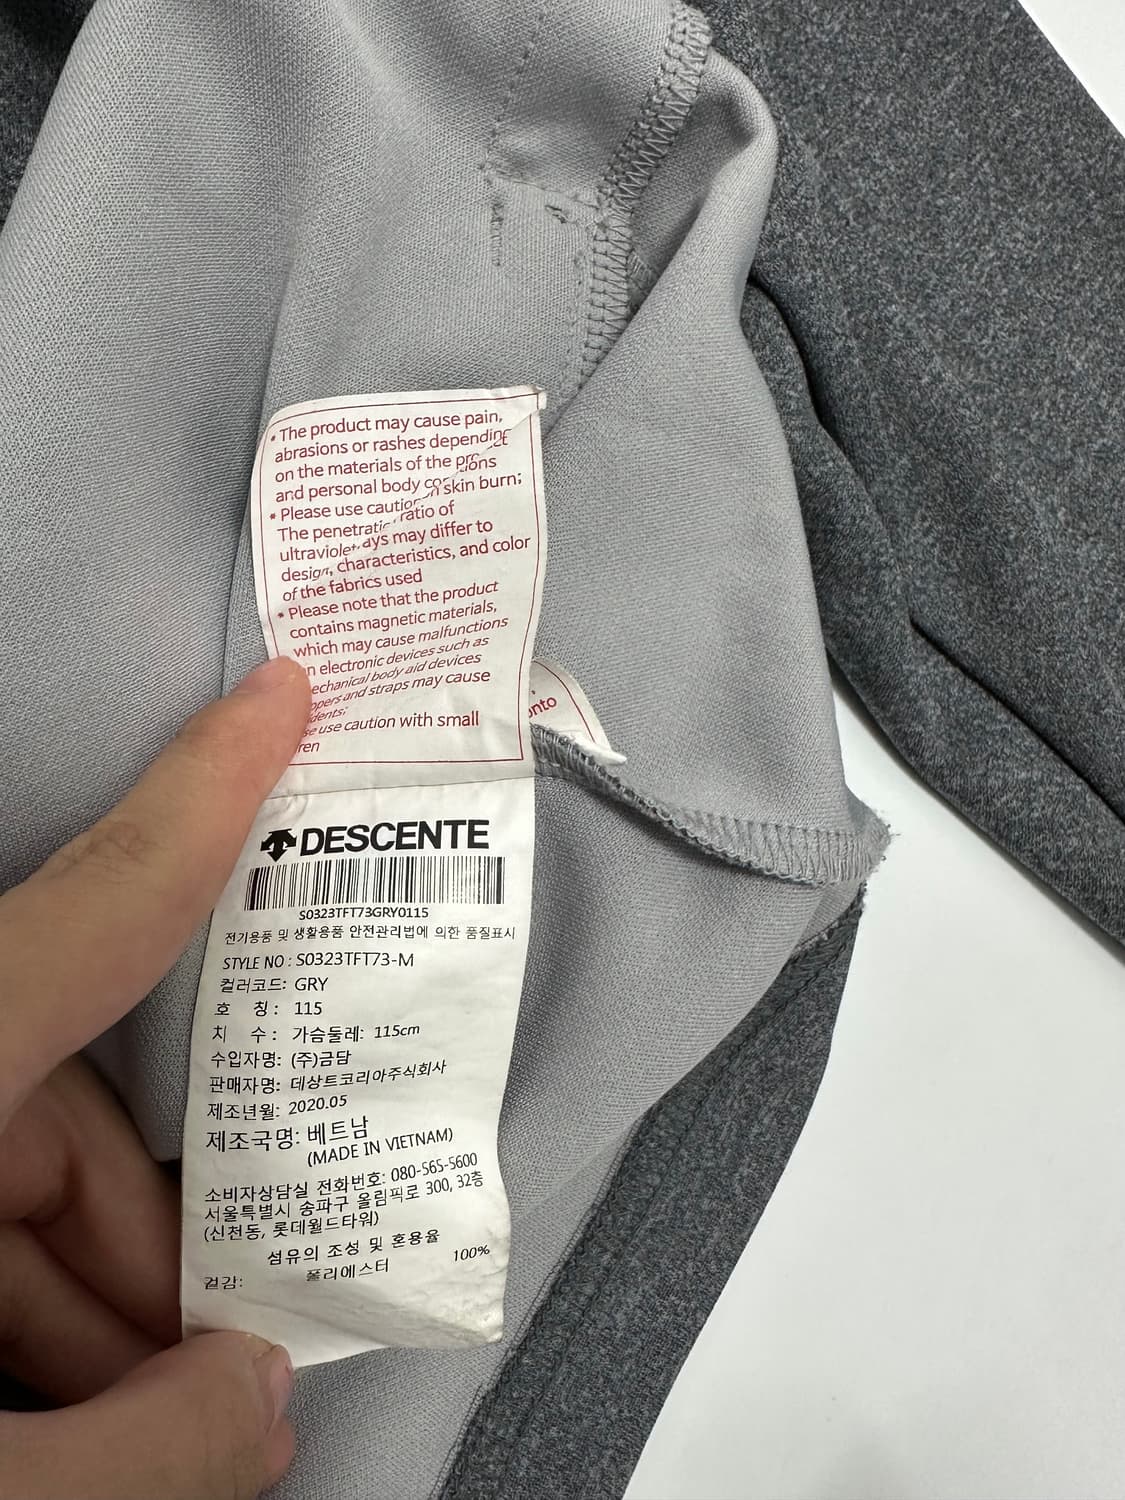 * The product may cause pain,
abrasions or rashes depending
on the materials of the
and personal body
* Please use caution skin burn;
The ratio of
may differ to
design, characteristics, and color
of the fabrics used
* Please note that the product
contains magnetic materials,
which may cause malfunctions
electronic devices such as
body aid devices
and straps may cause
use caution with small
onto
DESCENTE
S0323TFT73GRY0115
전기용품 및 생활용품 안전관리법에 의한 품질표시
STYLE NO : S0323TFT73-M
컬러코드: GRY
호 칭 : 115
치 수 : 가슴둘레: 115cm
수입자명: (주)금담
판매자명: 데상트코리아주식회사
제조년월: 2020.05
제조국명: 베트남
(MADE IN VIETNAM)
소비자상담실 전화번호: 080-565-5600
서울특별시 송파구 올림픽로 300, 32층
(신천동, 롯데월드타워)
섬유의 조성 및 혼용율
겉감: 폴리에스터 100%